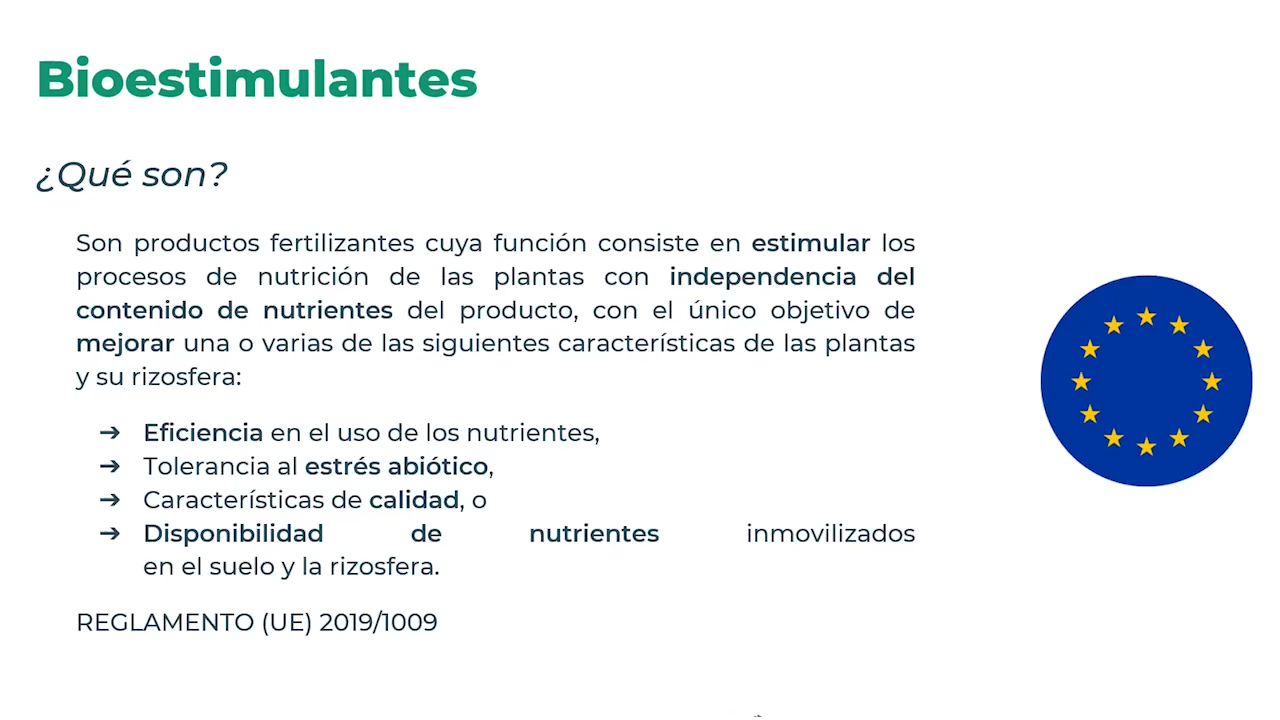 Bioestimulantes
¿Qué son?
Son productos fertilizantes cuya función consiste en estimular los
procesos de nutrición de las plantas con independencia del
contenido de nutrientes del producto, con el único objetivo de
mejorar una o varias de las siguientes características de las plantas
y su rizosfera:
➔ Eficiencia en el uso de los nutrientes,
➔ Tolerancia al estrés abiótico,
➔ Características de calidad, o
➔ Disponibilidad de nutrientes inmovilizados
en el suelo y la rizosfera.
REGLAMENTO (UE) 2019/1009